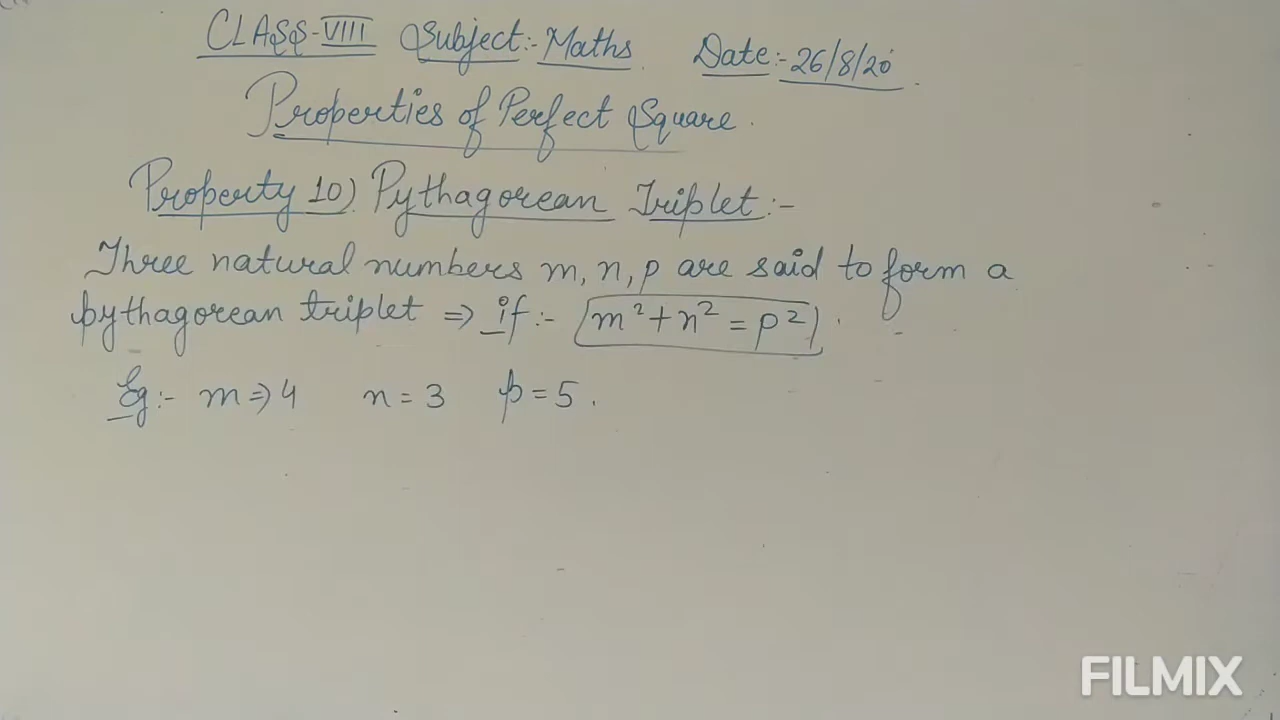 CLASS-VIII Subject:- Maths Date:- 26/8/20
Properties of Perfect Square.
Property 10) Pythagorean Triplet:-
Three natural numbers m, n, p are said to form a
pythagorean triplet ⇒ if:- (m²+n² = p²).
Eg:- m⇒4 n = 3 p = 5.
FILMIX